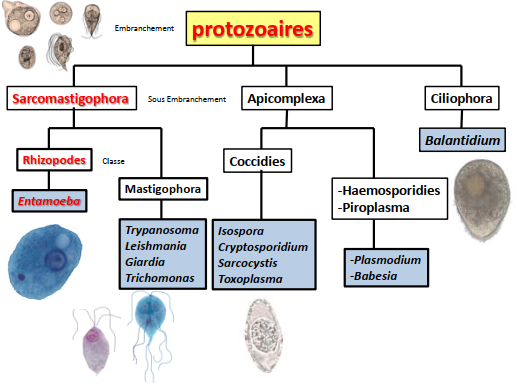 Embranchement
protozoaires
Sarcomastigophora
Sous Embranchement
Apicomplexa
Ciliophora
Balantidium
Rhizopodes
Classe
Coccidies
Entamoeba
Mastigophora
-Haemosporidies
-Piroplasma
Trypanosoma
Leishmania
Giardia
Trichomonas
Isospora
Cryptosporidium
Sarcocystis
Toxoplasma
-Plasmodium
-Babesia